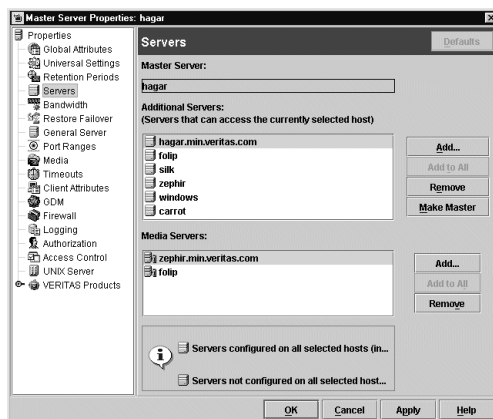 Master Server Properties: hagar
Properties
Global Attributes
Universal Settings
Retention Periods
Servers
Bandwidth
Restore Failover
General Server
Port Ranges
Media
Timeouts
Client Attributes
GDM
Firewall
Logging
Authorization
Access Control
UNIX Server
VERITAS Products
Servers
Defaults
Master Server:
hagar
Additional Servers:
(Servers that can access the currently selected host)
hagar.min.veritas.com
folip
silk
zephir
windows
carrot
Add...
Add to All
Remove
Make Master
Media Servers:
zephir.min.veritas.com
folip
Add...
Add to All
Remove
Servers configured on all selected hosts (in...
Servers not configured on all selected host...
OK
Cancel
Apply
Help